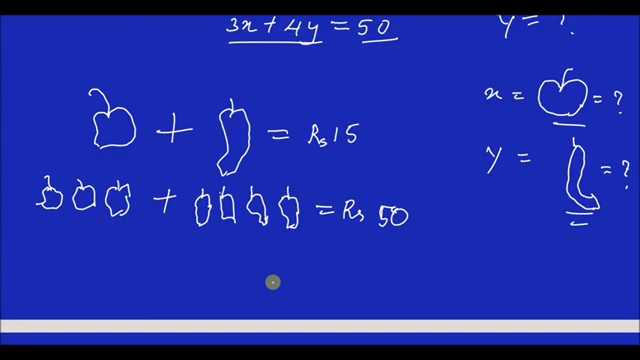 3x + 4y = 50
y = ?
+ = Rs 15
x = = ?
+ = Rs 50
y = = ?